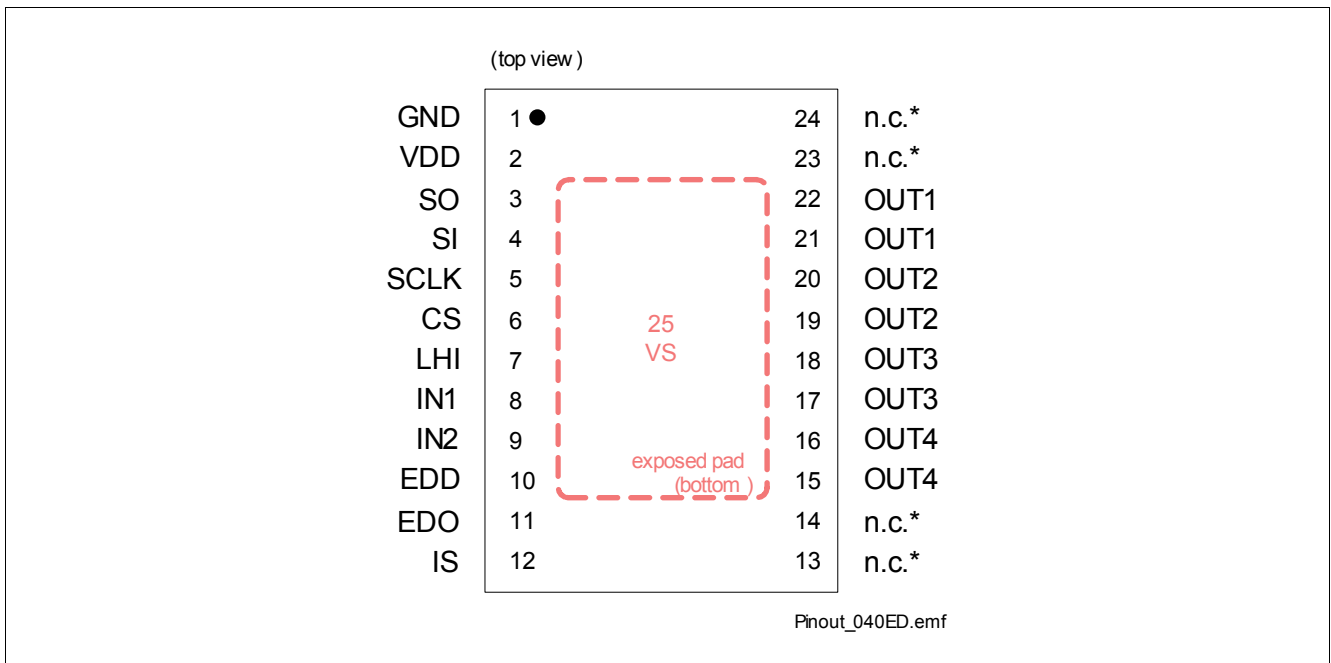 (top view )
GND 1 24 n.c.*
VDD 2 23 n.c.*
SO 3 22 OUT1
SI 4 21 OUT1
SCLK 5 20 OUT2
CS 6 19 OUT2
LHI 7 18 OUT3
IN1 8 17 OUT3
IN2 9 16 OUT4
EDD 10 15 OUT4
EDO 11 14 n.c.*
IS 12 13 n.c.*
25
VS
exposed pad
(bottom )
Pinout_040ED.emf